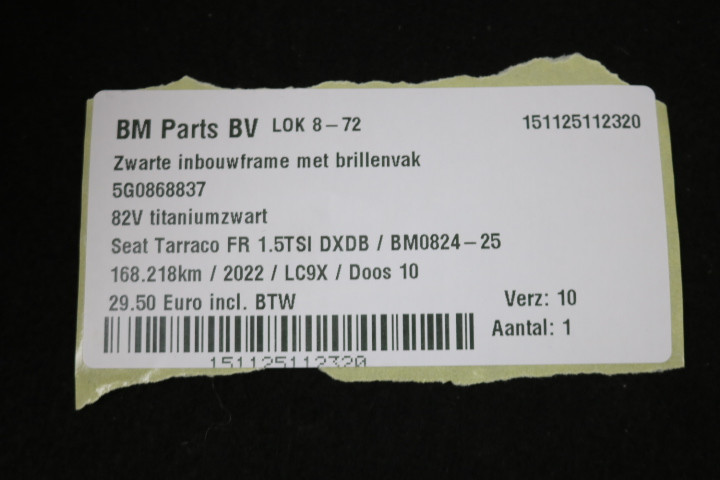 BM Parts BV LOK 8-72 151125112320
Zwarte inbouwframe met brillenvak
5G0868837
82V titaniumzwart
Seat Tarraco FR 1.5TSI DXDB / BM0824-25
168.218km / 2022 / LC9X / Doos 10
29.50 Euro incl. BTW Verz: 10
Aantal: 1
151125112320